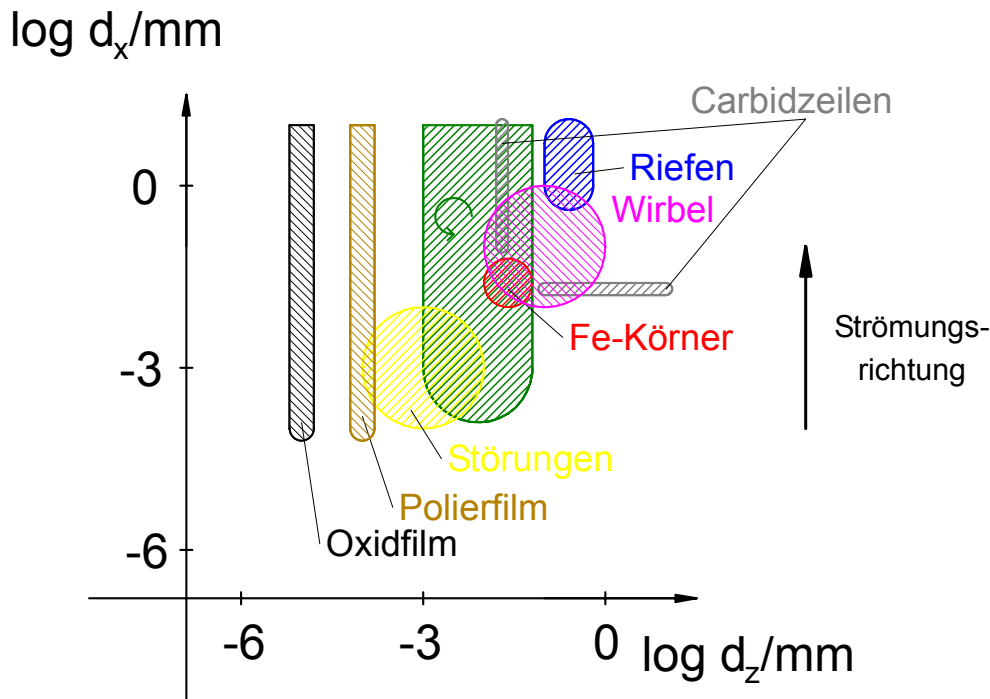 log dx/mm
Carbidzeilen
Riefen
0
Wirbel
Fe-Körner
Strömungs-
richtung
-3
Störungen
Polierfilm
Oxidfilm
-6
-6
-3
0
log dz/mm